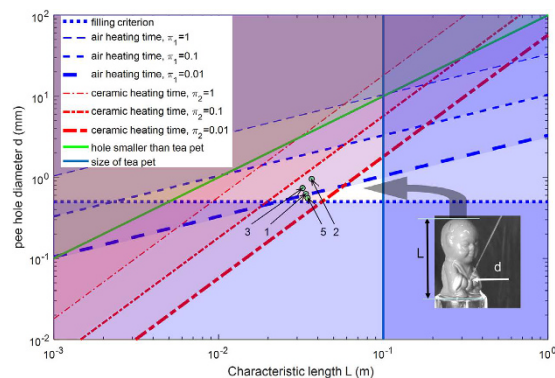 filling criterion
air heating time, π₁=1
air heating time, π₁=0.1
air heating time, π₁=0.01
ceramic heating time, π₂=1
ceramic heating time, π₂=0.1
ceramic heating time, π₂=0.01
hole smaller than tea pet
size of tea pet
pee hole diameter d (mm)
10²
10¹
10⁰
10⁻¹
10⁻²
3 1 5 2
L
d
10⁻³ 10⁻² 10⁻¹ 10⁰
Characteristic length L (m)